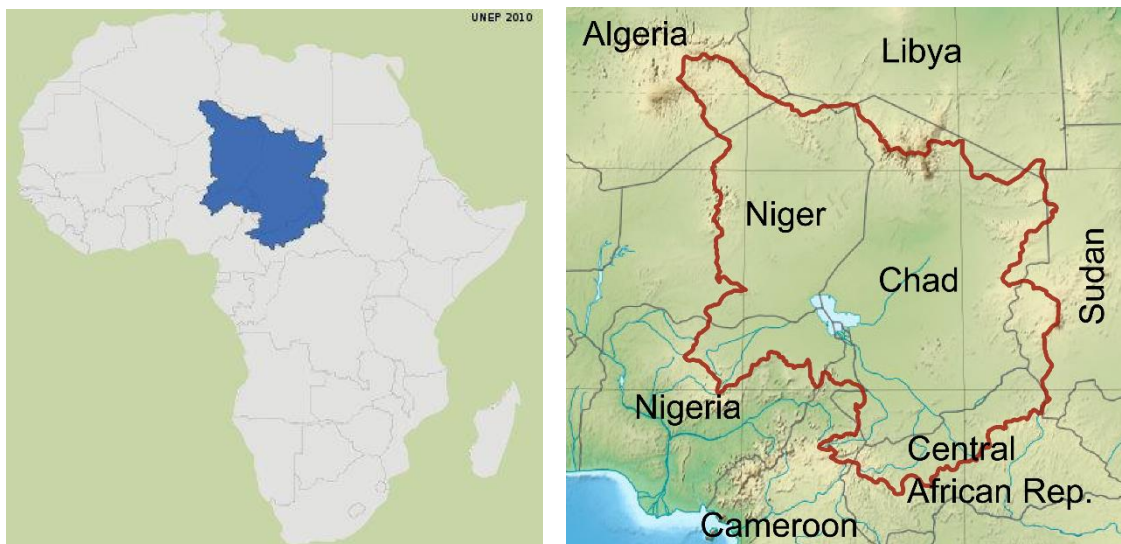 UNEP 2010
Algeria
Libya
Niger
Chad
Sudan
Nigeria
Central
African Rep.
Cameroon